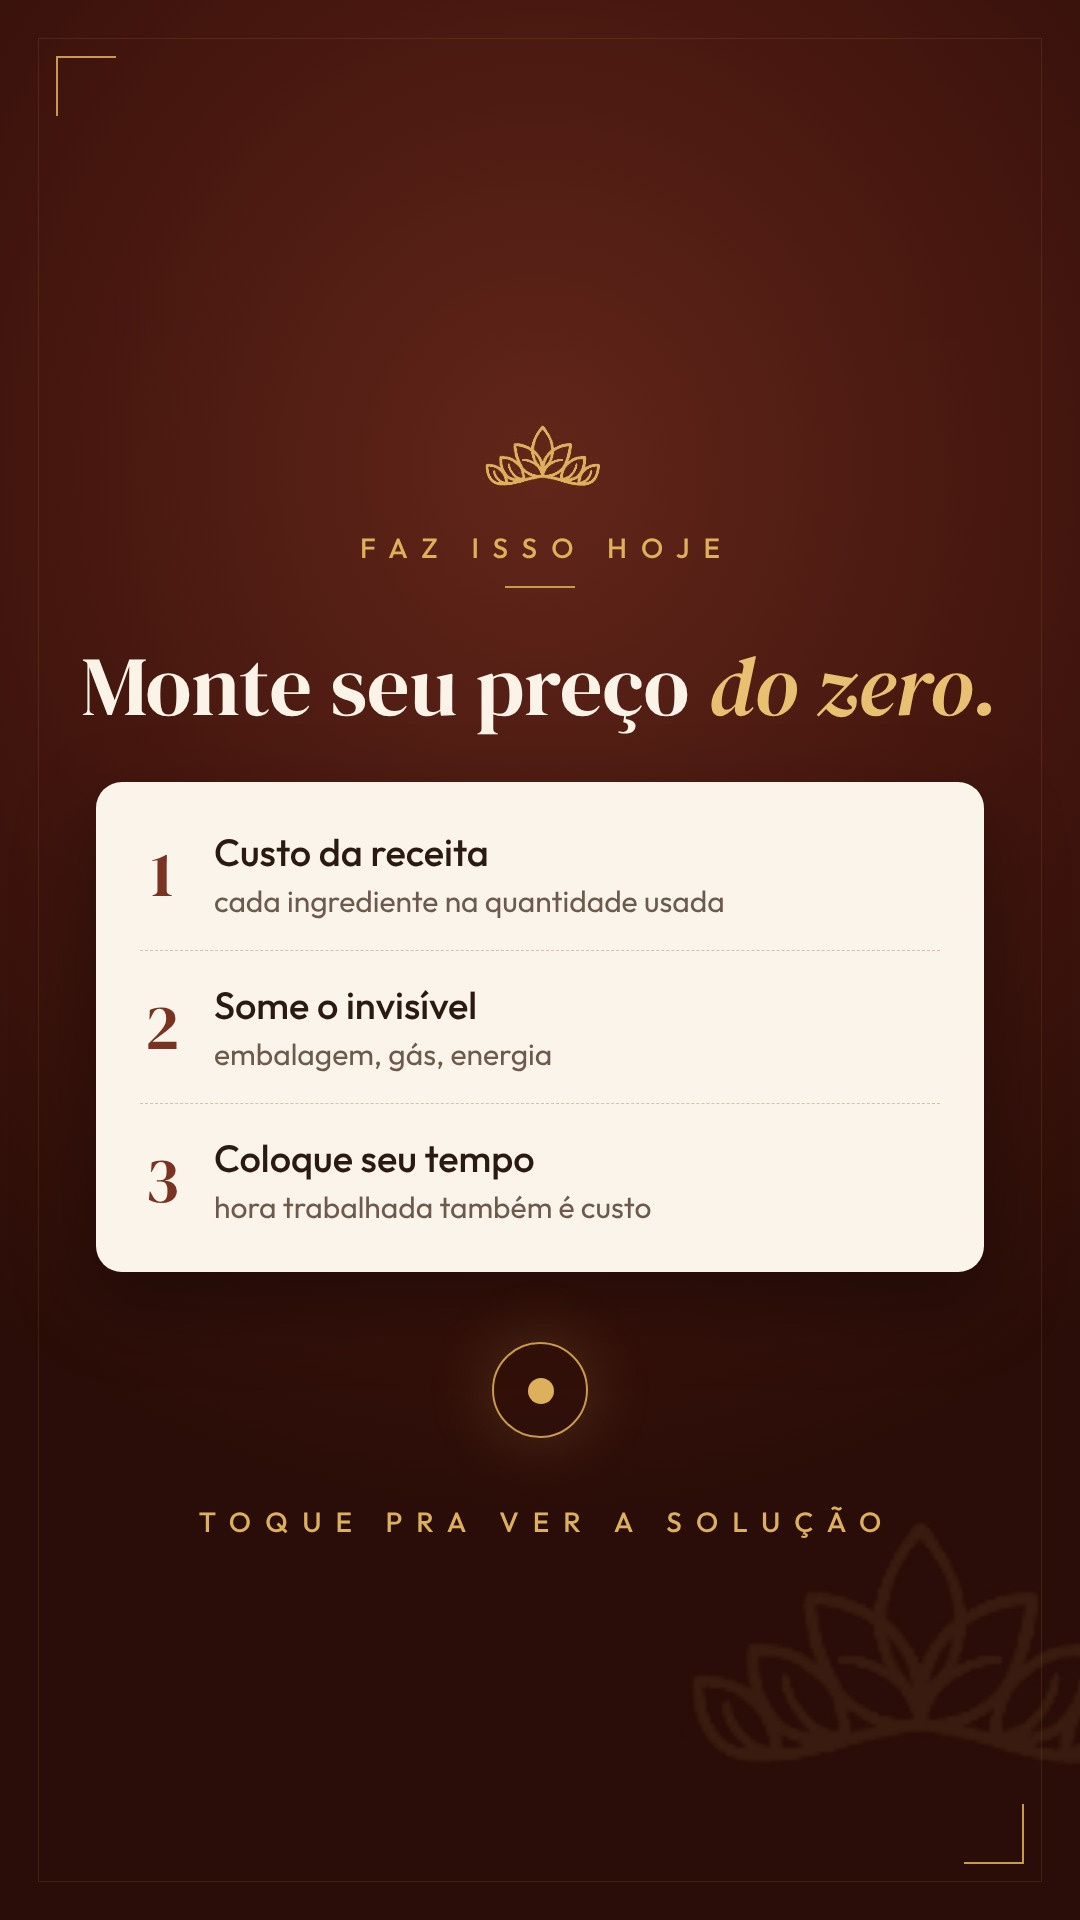 FAZ ISSO HOJE
Monte seu preço do zero.
1
Custo da receita
cada ingrediente na quantidade usada
2
Some o invisível
embalagem, gás, energia
3
Coloque seu tempo
hora trabalhada também é custo
TOQUE PRA VER A SOLUÇÃO